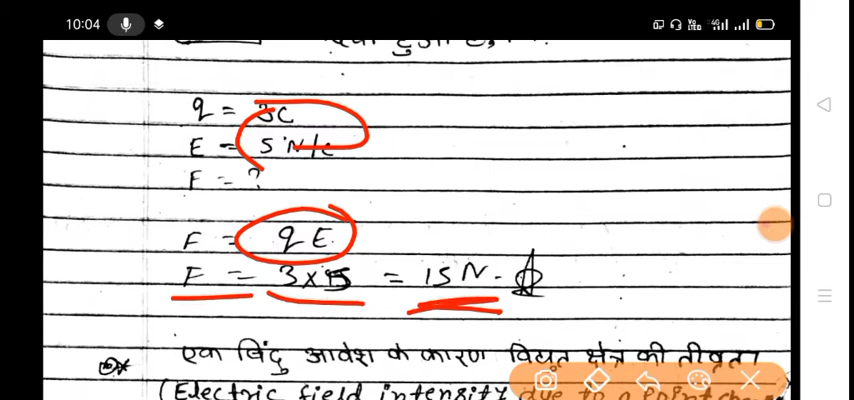 10:04
हुआ है,
q = 3C
E = 5 N/C
F = ?
F = qE
F = 3×5 = 15 N.
एक बिंदु आवेश के कारण विद्युत क्षेत्र की तीव्रता
(Electric field intensity due to a Point